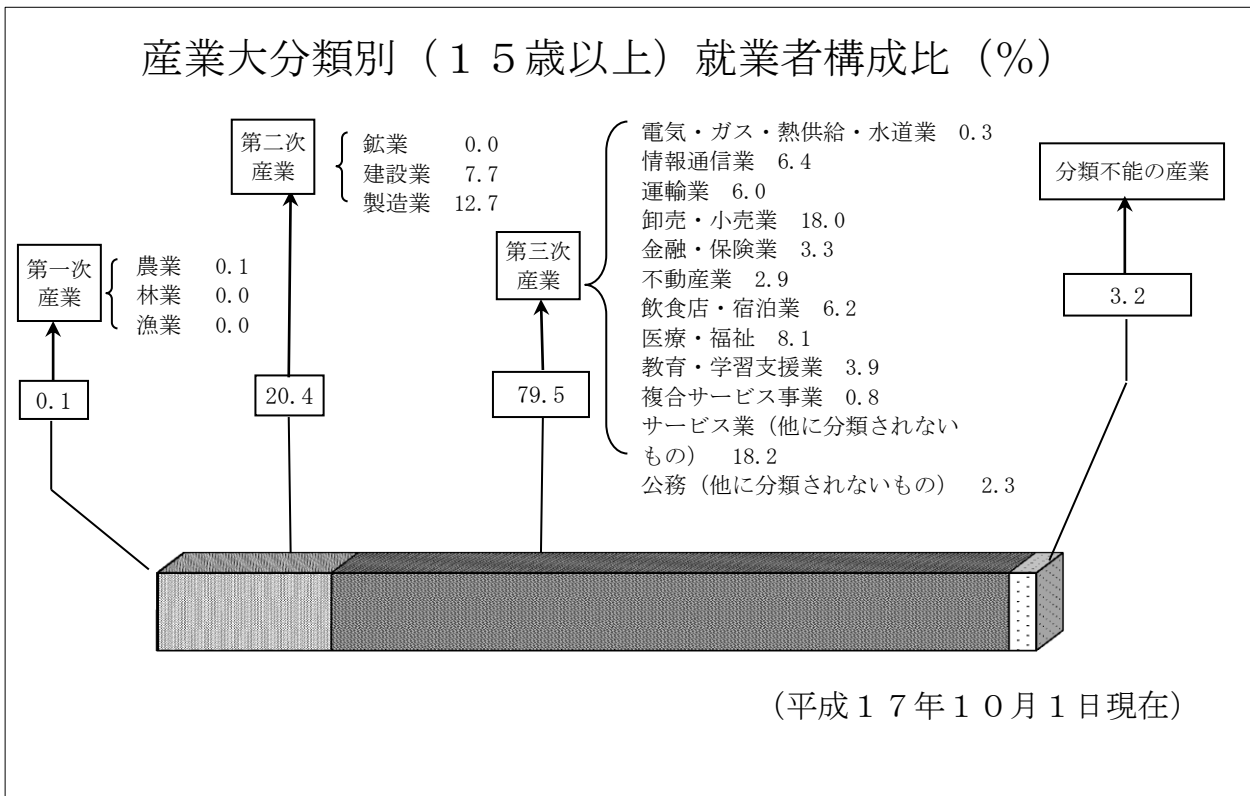 産業大分類別（１５歳以上）就業者構成比（%）
第一次
産業
農業 0.1
林業 0.0
漁業 0.0
0.1
第二次
産業
鉱業 0.0
建設業 7.7
製造業 12.7
20.4
第三次
産業
電気・ガス・熱供給・水道業 0.3
情報通信業 6.4
運輸業 6.0
卸売・小売業 18.0
金融・保険業 3.3
不動産業 2.9
飲食店・宿泊業 6.2
医療・福祉 8.1
教育・学習支援業 3.9
複合サービス事業 0.8
サービス業（他に分類されない
もの） 18.2
公務（他に分類されないもの） 2.3
79.5
分類不能の産業
3.2
（平成１７年１０月１日現在）